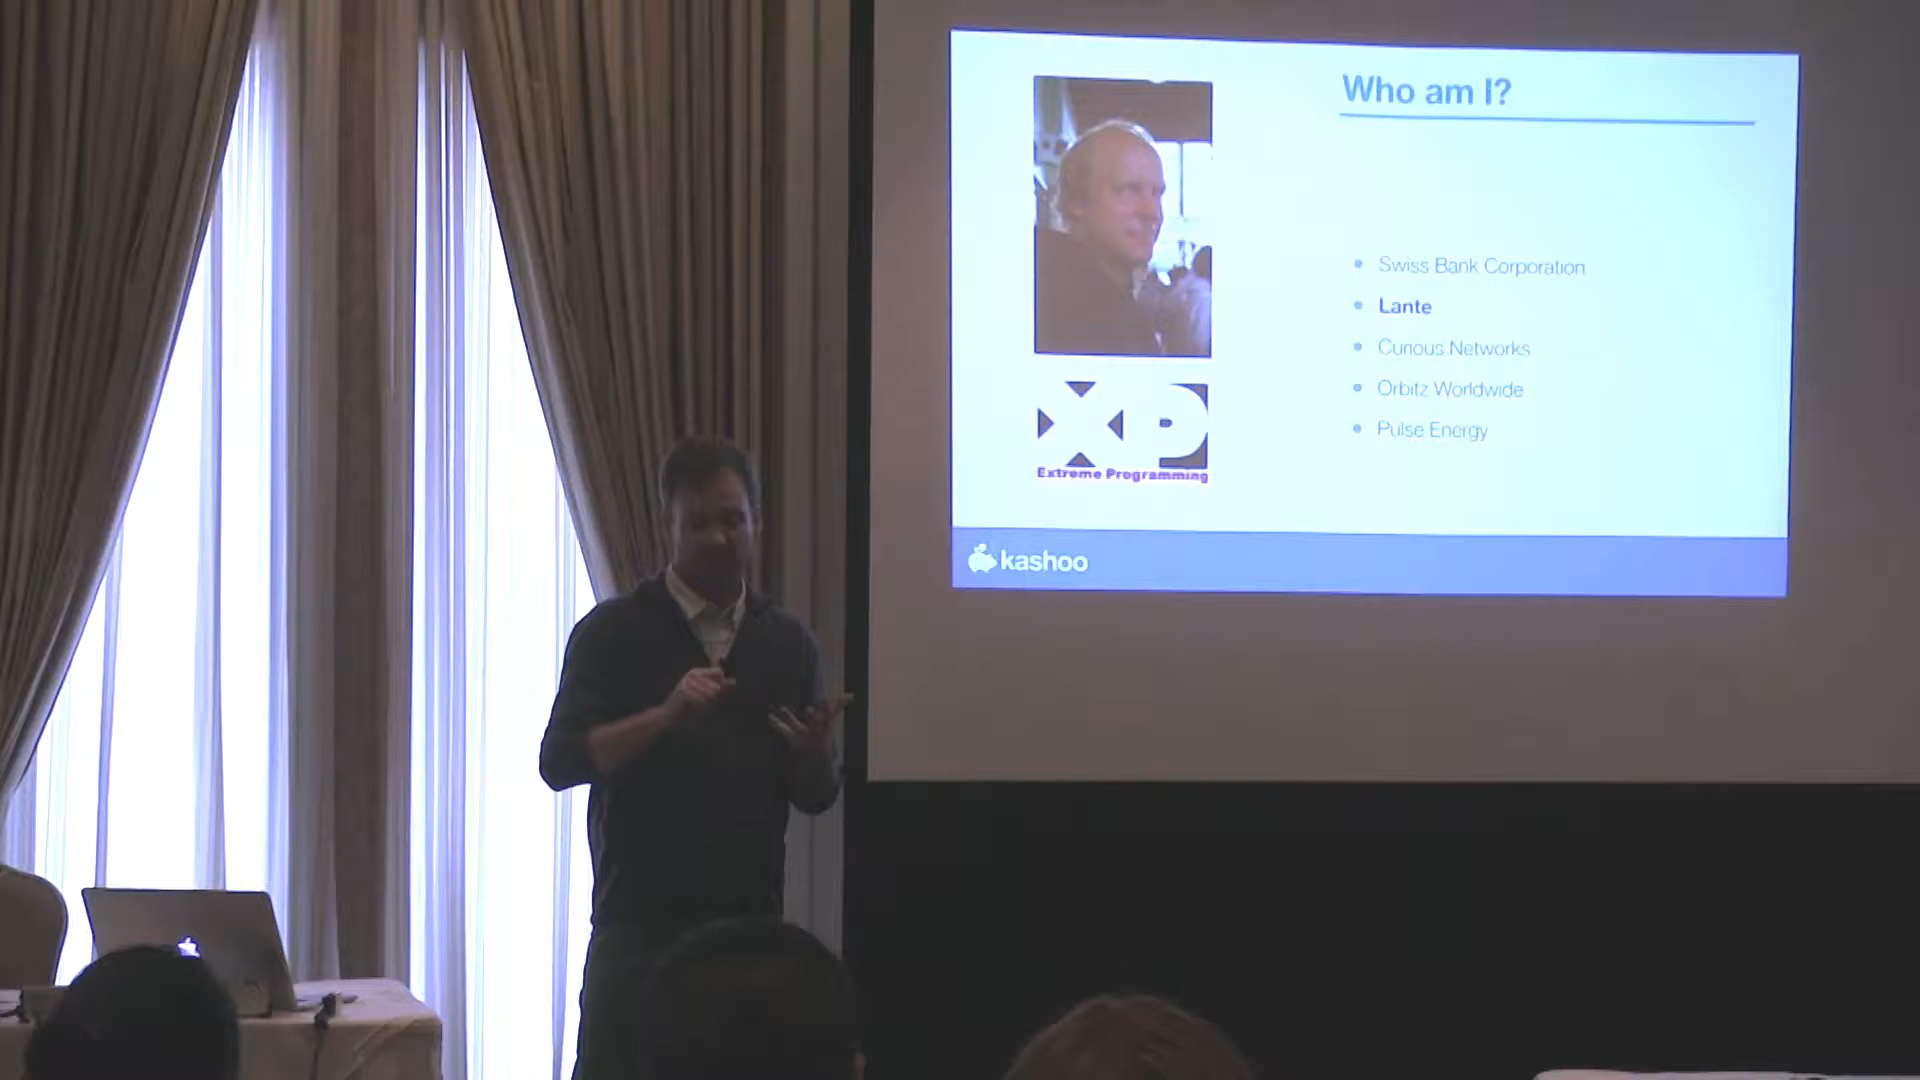 Who am I?
Swiss Bank Corporation
Lante
Curious Networks
Orbitz Worldwide
Pulse Energy
XP
Extreme Programming
kashoo